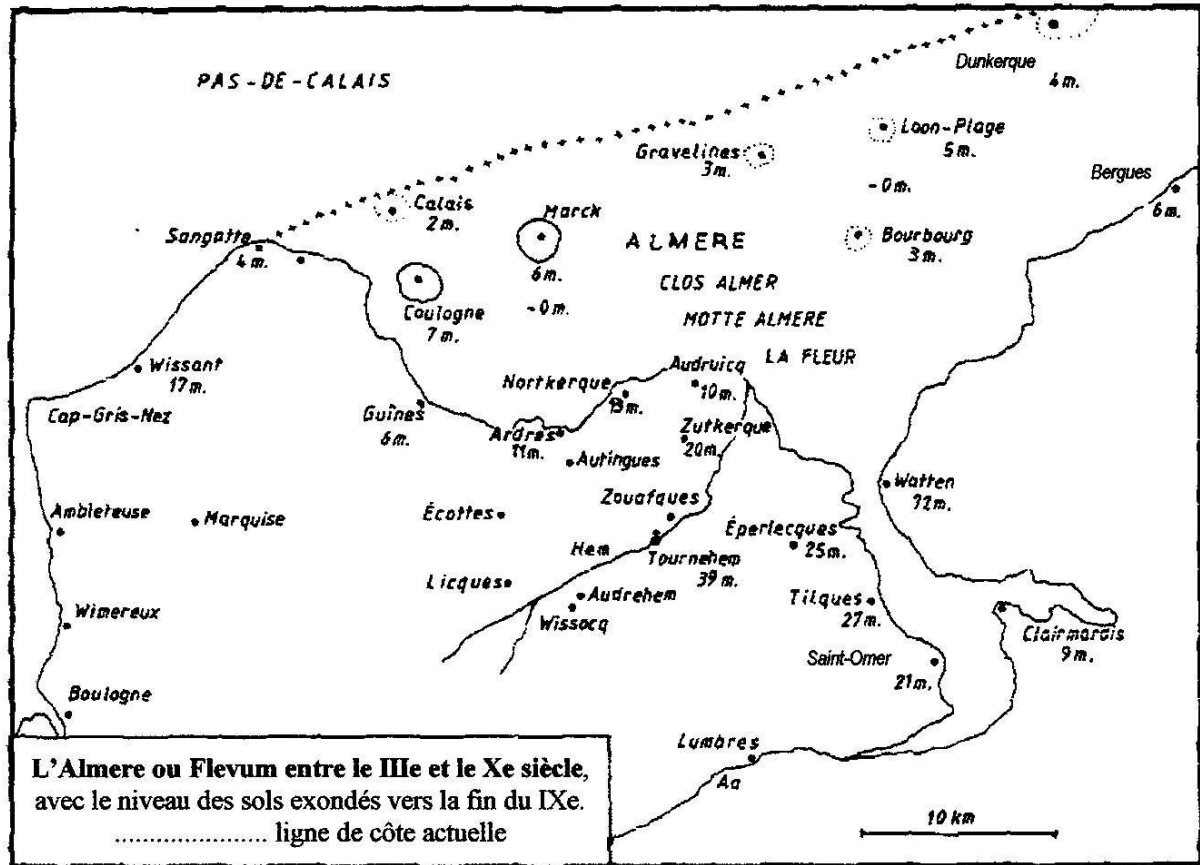 PAS-DE-CALAIS
Dunkerque
4m.
Loon-Plage
5m.
Gravelines
3m.
-0m.
Bergues
6m.
Calais
2m.
Marck
6m.
-0m.
Sangatte
4m.
ALMERE
Bourbourg
3m.
Coulogne
7m.
CLOS ALMER
MOTTE ALMERE
LA FLEUR
Wissant
17m.
Cap-Gris-Nez
Audruicq
10m.
Nortkerque
13m.
Guînes
6m.
Ardres
11m.
Zutkerque
20m.
Autingues
Watten
72m.
Zouafques
Ambleteuse
Marquise
Écottes
Éperlecques
25m.
Hem
Tournehem
39m.
Licques
Audrehem
Wissocq
Tilques
27m.
Wimereux
Clairmarais
9m.
Saint-Omer
21m.
Boulogne
Lumbres
Aa
L'Almere ou Flevum entre le IIIe et le Xe siècle,
avec le niveau des sols exondés vers la fin du IXe.
.................... ligne de côte actuelle
10 km